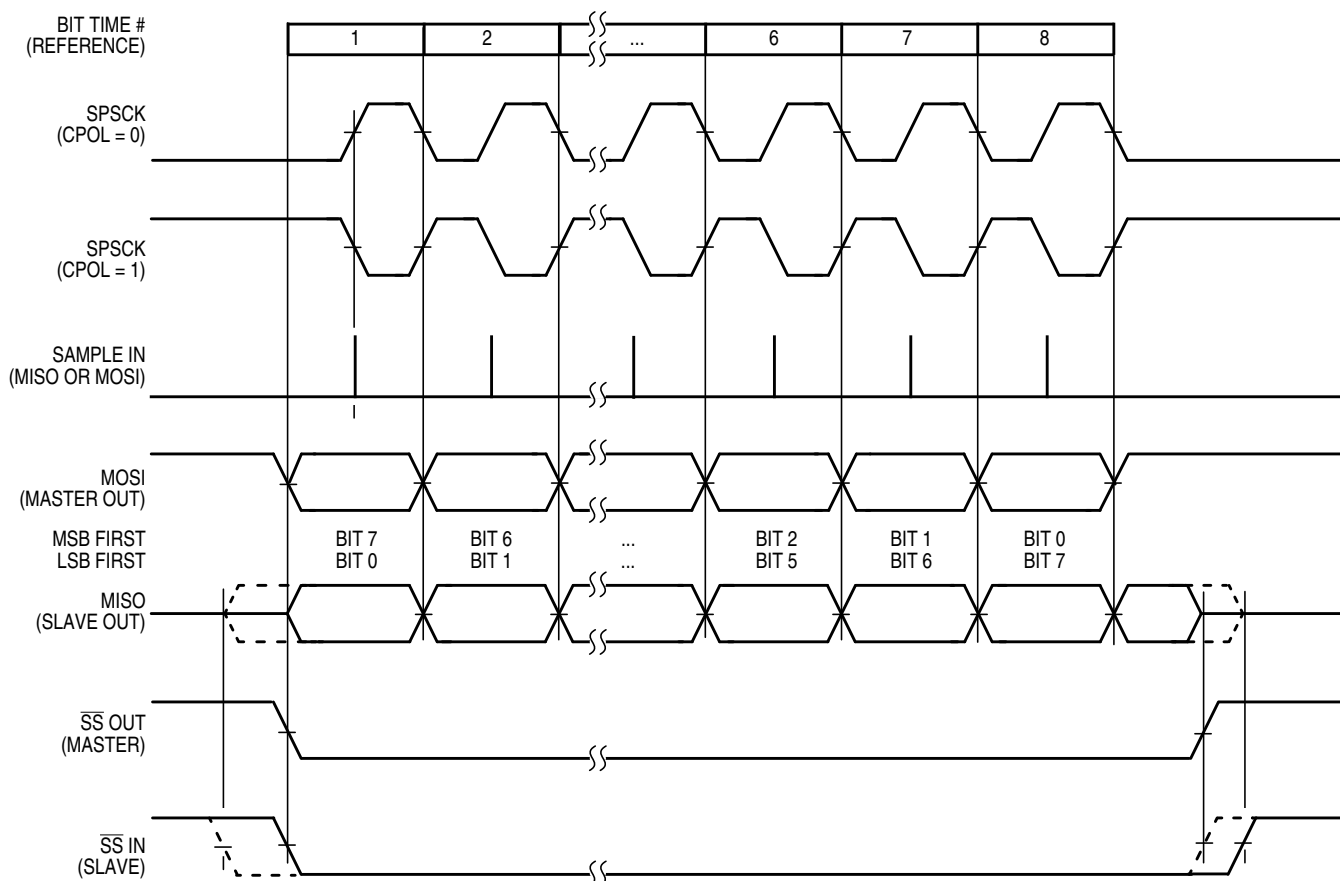 BIT TIME #
(REFERENCE)
1 2 ... 6 7 8
SPSCK
(CPOL = 0)
SPSCK
(CPOL = 1)
SAMPLE IN
(MISO OR MOSI)
MOSI
(MASTER OUT)
MSB FIRST BIT 7 BIT 6 ... BIT 2 BIT 1 BIT 0
LSB FIRST BIT 0 BIT 1 ... BIT 5 BIT 6 BIT 7
MISO
(SLAVE OUT)
S̅S̅ OUT
(MASTER)
S̅S̅ IN
(SLAVE)